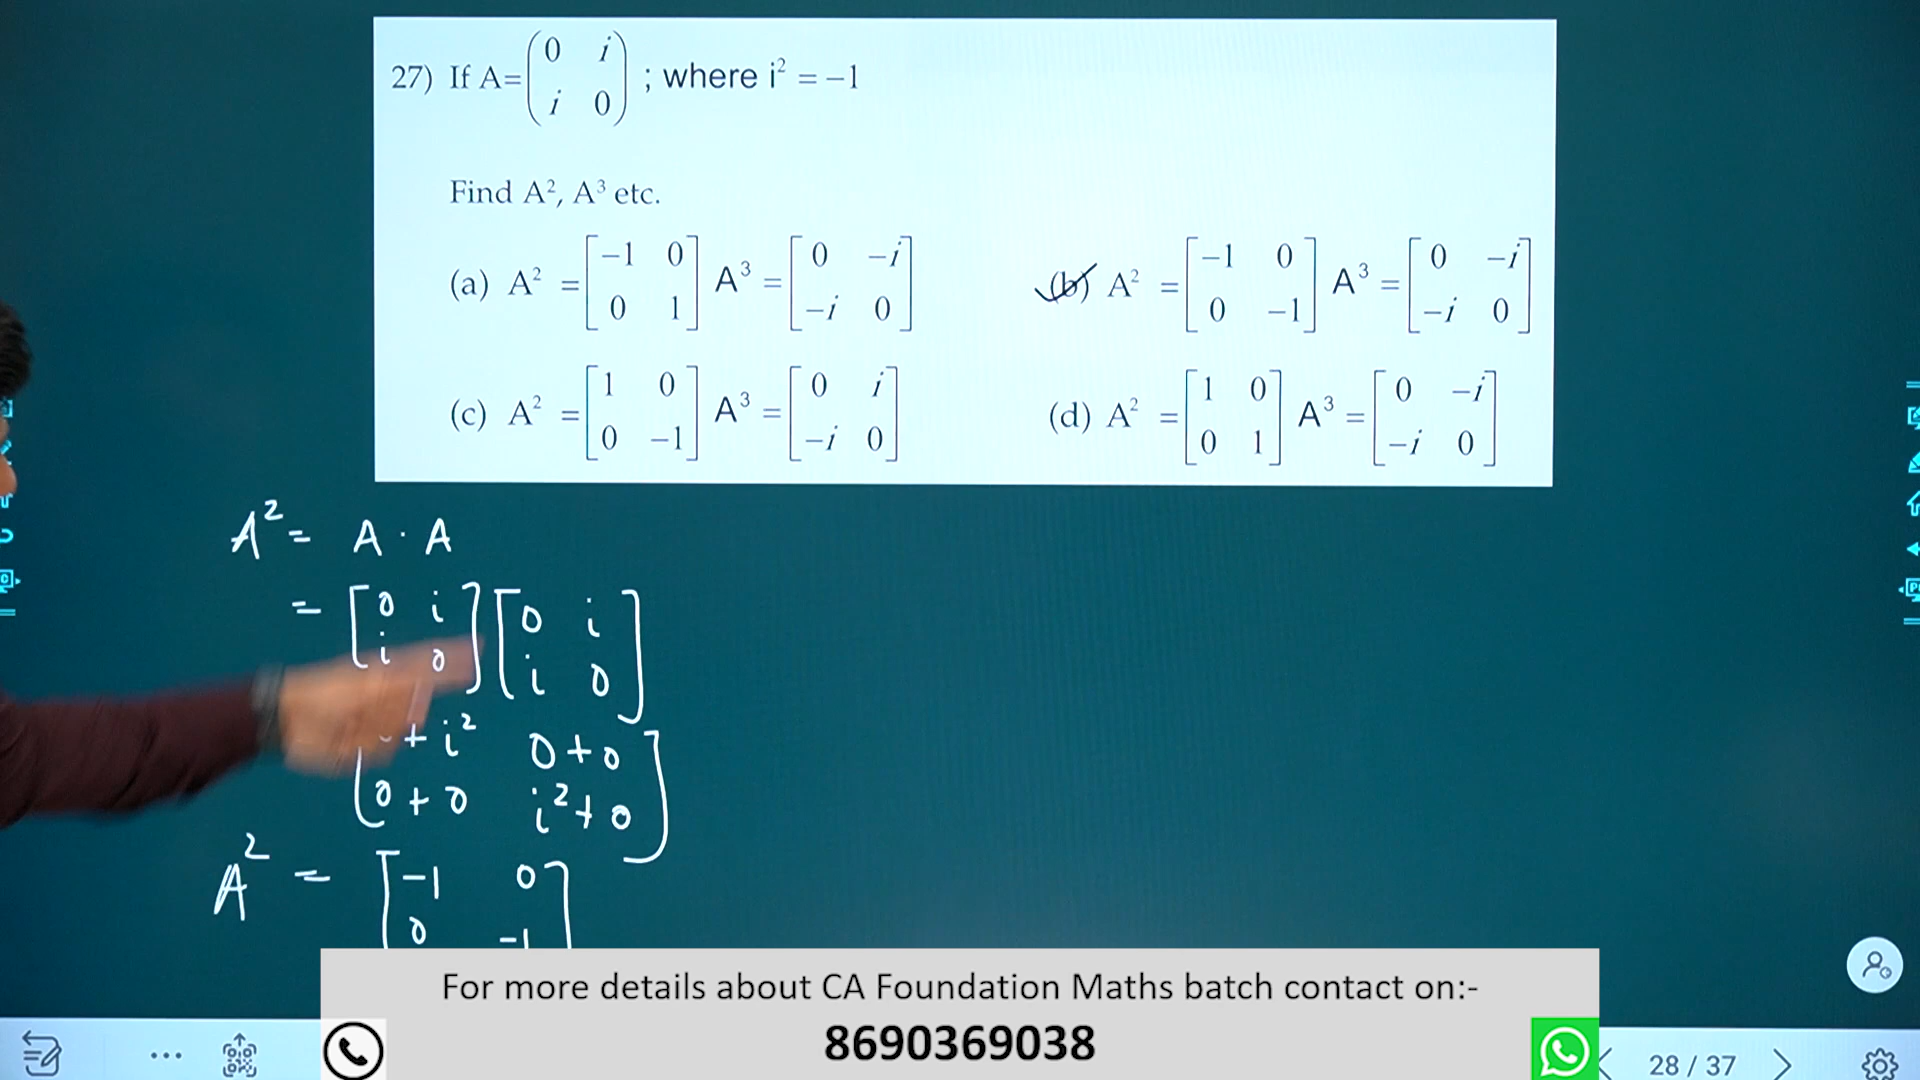 27) If A= ( 0 i ; i 0 ) ; where i² = −1
Find A², A³ etc.
(a) A² = [ −1 0 ; 0 1 ] A³ = [ 0 −i ; −i 0 ]
(b) A² = [ −1 0 ; 0 −1 ] A³ = [ 0 −i ; −i 0 ]
(c) A² = [ 1 0 ; 0 −1 ] A³ = [ 0 i ; −i 0 ]
(d) A² = [ 1 0 ; 0 1 ] A³ = [ 0 −i ; −i 0 ]
A² = A · A
= [ 0 i ; i 0 ] [ 0 i ; i 0 ]
[ + i² 0 + 0 ; 0 + 0 i² + 0 ]
A² = [ −1 0 ; 0 −1 ]
For more details about CA Foundation Maths batch contact on:-
8690369038
28 / 37